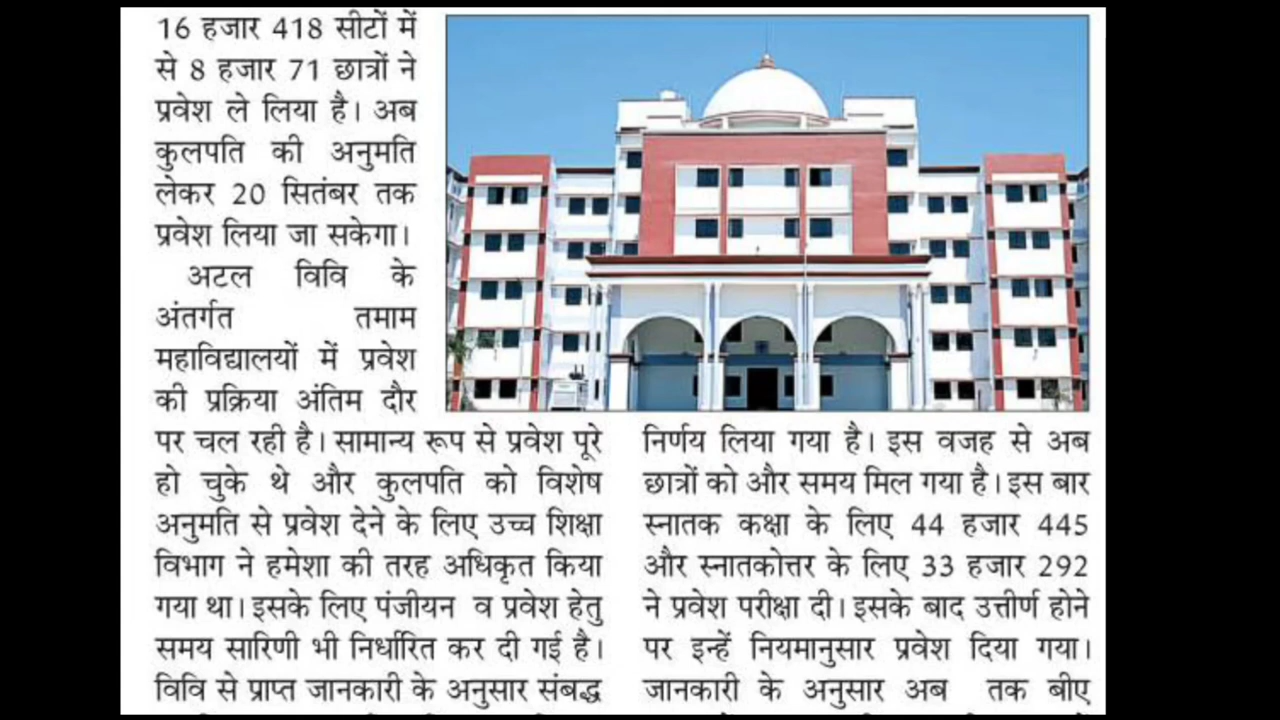 16 हजार 418 सीटों में
से 8 हजार 71 छात्रों ने
प्रवेश ले लिया है। अब
कुलपति की अनुमति
लेकर 20 सितंबर तक
प्रवेश लिया जा सकेगा।
अटल विवि के
अंतर्गत तमाम
महाविद्यालयों में प्रवेश
की प्रक्रिया अंतिम दौर
पर चल रही है। सामान्य रूप से प्रवेश पूरे
हो चुके थे और कुलपति को विशेष
अनुमति से प्रवेश देने के लिए उच्च शिक्षा
विभाग ने हमेशा की तरह अधिकृत किया
गया था। इसके लिए पंजीयन व प्रवेश हेतु
समय सारिणी भी निर्धारित कर दी गई है।
विवि से प्राप्त जानकारी के अनुसार संबद्ध
निर्णय लिया गया है। इस वजह से अब
छात्रों को और समय मिल गया है। इस बार
स्नातक कक्षा के लिए 44 हजार 445
और स्नातकोत्तर के लिए 33 हजार 292
ने प्रवेश परीक्षा दी। इसके बाद उत्तीर्ण होने
पर इन्हें नियमानुसार प्रवेश दिया गया।
जानकारी के अनुसार अब तक बीए